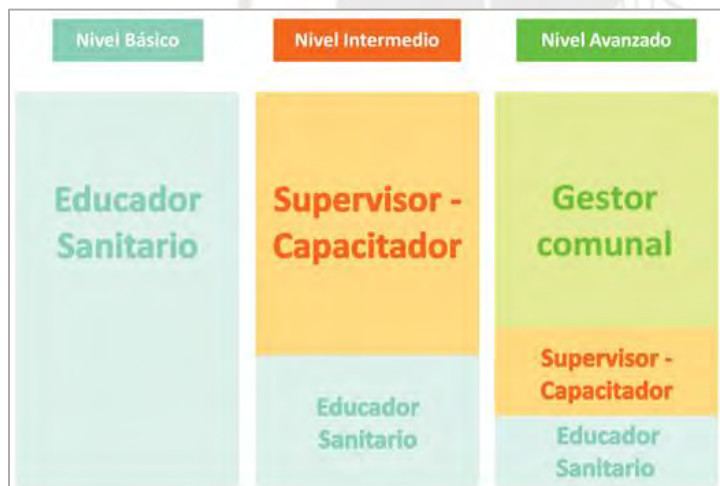 Nivel Básico
Nivel Intermedio
Nivel Avanzado
Educador
Sanitario
Supervisor -
Capacitador
Educador
Sanitario
Gestor
comunal
Supervisor -
Capacitador
Educador
Sanitario